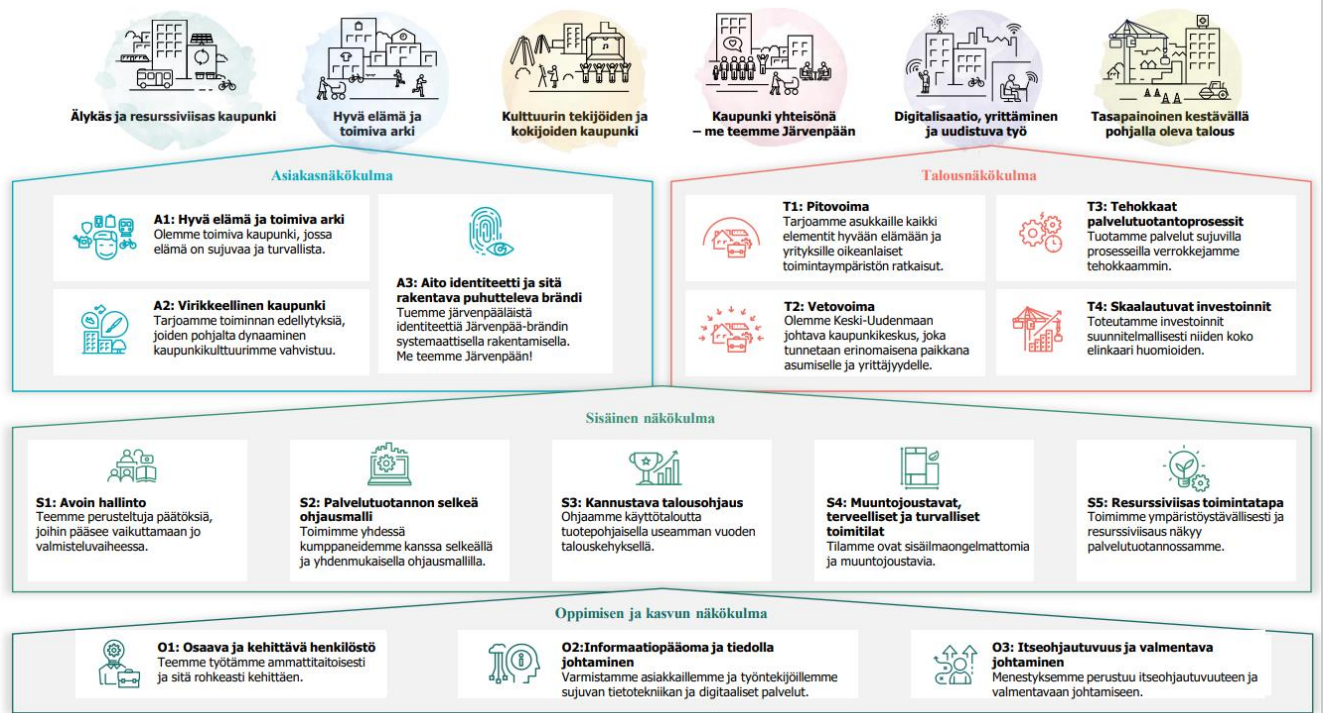 Älykäs ja resurssiviisas kaupunki
Hyvä elämä ja
toimiva arki
Kulttuurin tekijöiden ja
kokijoiden kaupunki
Kaupunki yhteisönä
– me teemme Järvenpään
Digitalisaatio, yrittäminen
ja uudistuva työ
Tasapainoinen kestävällä
pohjalla oleva talous
Asiakasnäkökulma
A1: Hyvä elämä ja toimiva arki
Olemme toimiva kaupunki, jossa
elämä on sujuvaa ja turvallista.
A2: Virikkeellinen kaupunki
Tarjoamme toiminnan edellytyksiä,
joiden pohjalta dynaaminen
kaupunkikulttuurimme vahvistuu.
A3: Aito identiteetti ja sitä
rakentava puhutteleva brändi
Tuemme järvenpääläistä
identiteettiä Järvenpää-brändin
systemaattisella rakentamisella.
Me teemme Järvenpään!
Talousnäkökulma
T1: Pitovoima
Tarjoamme asukkaille kaikki
elementit hyvään elämään ja
yrityksille oikeanlaiset
toimintaympäristön ratkaisut.
T2: Vetovoima
Olemme Keski-Uudenmaan
johtava kaupunkikeskus, joka
tunnetaan erinomaisena paikkana
asumiselle ja yrittäjyydelle.
T3: Tehokkaat
palvelutuotantoprosessit
Tuotamme palvelut sujuvilla
prosesseilla verrokkejamme
tehokkaammin.
T4: Skaalautuvat investoinnit
Toteutamme investoinnit
suunnitelmallisesti niiden koko
elinkaari huomioiden.
Sisäinen näkökulma
S1: Avoin hallinto
Teemme perusteltuja päätöksiä,
joihin pääsee vaikuttamaan jo
valmisteluvaiheessa.
S2: Palvelutuotannon selkeä
ohjausmalli
Toimimme yhdessä
kumppaneidemme kanssa selkeällä
ja yhdenmukaisella ohjausmallilla.
S3: Kannustava talousohjaus
Ohjaamme käyttötaloutta
tuotepohjaisella useamman vuoden
talouskehyksellä.
S4: Muuntojoustavat,
terveelliset ja turvalliset
toimitilat
Tilamme ovat sisäilmaongelmattomia
ja muuntojoustavia.
S5: Resurssiviisas toimintatapa
Toimimme ympäristöystävällisesti ja
resurssiviisaus näkyy
palvelutuotannossamme.
Oppimisen ja kasvun näkökulma
O1: Osaava ja kehittävä henkilöstö
Teemme työtämme ammattitaitoisesti
ja sitä rohkeasti kehittäen.
O2:Informaatiopääoma ja tiedolla
johtaminen
Varmistamme asiakkaillemme ja työntekijöillemme
sujuvan tietotekniikan ja digitaaliset palvelut.
O3: Itseohjautuvuus ja valmentava
johtaminen
Menestyksemme perustuu itseohjautuvuuteen ja
valmentavaan johtamiseen.